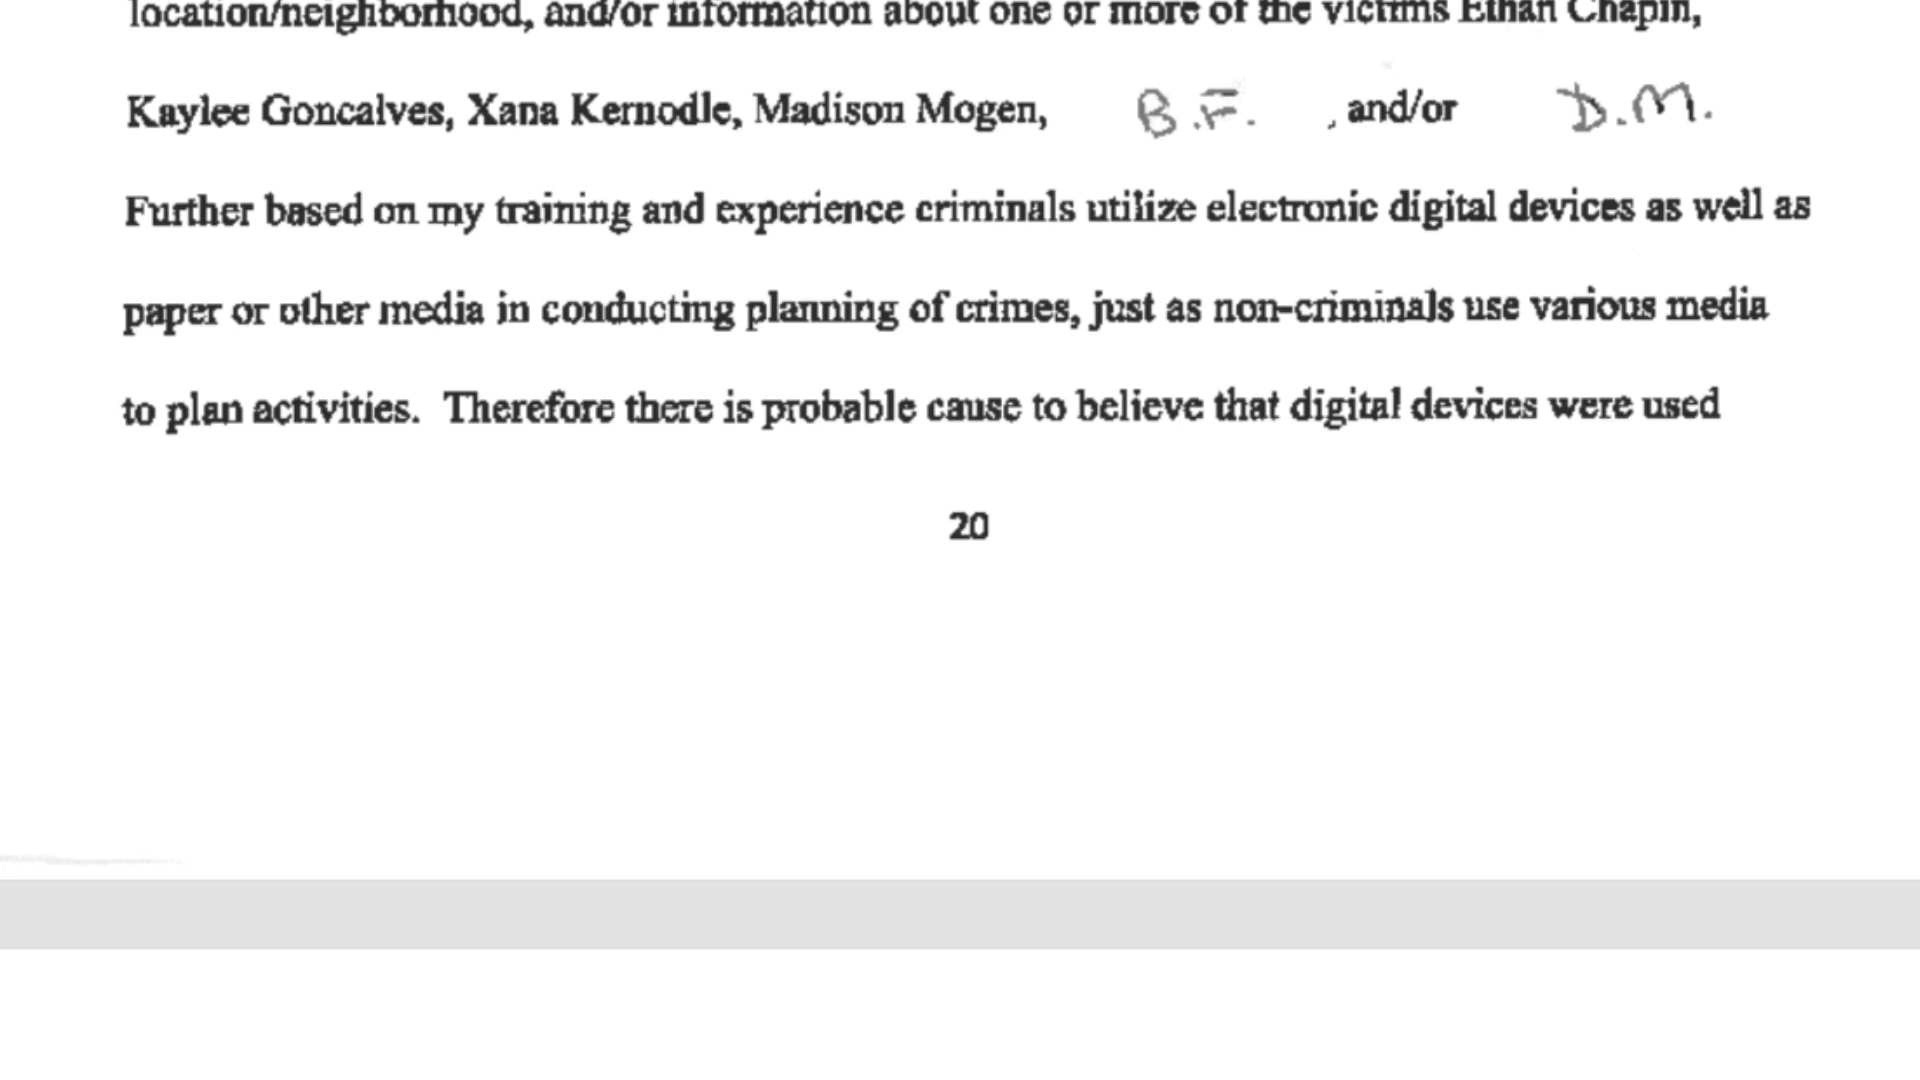 location/neighborhood, and/or information about one or more of the victims Ethan Chapin,
Kaylee Goncalves, Xana Kernodle, Madison Mogen, B.F. , and/or D.M.
Further based on my training and experience criminals utilize electronic digital devices as well as
paper or other media in conducting planning of crimes, just as non-criminals use various media
to plan activities. Therefore there is probable cause to believe that digital devices were used
20